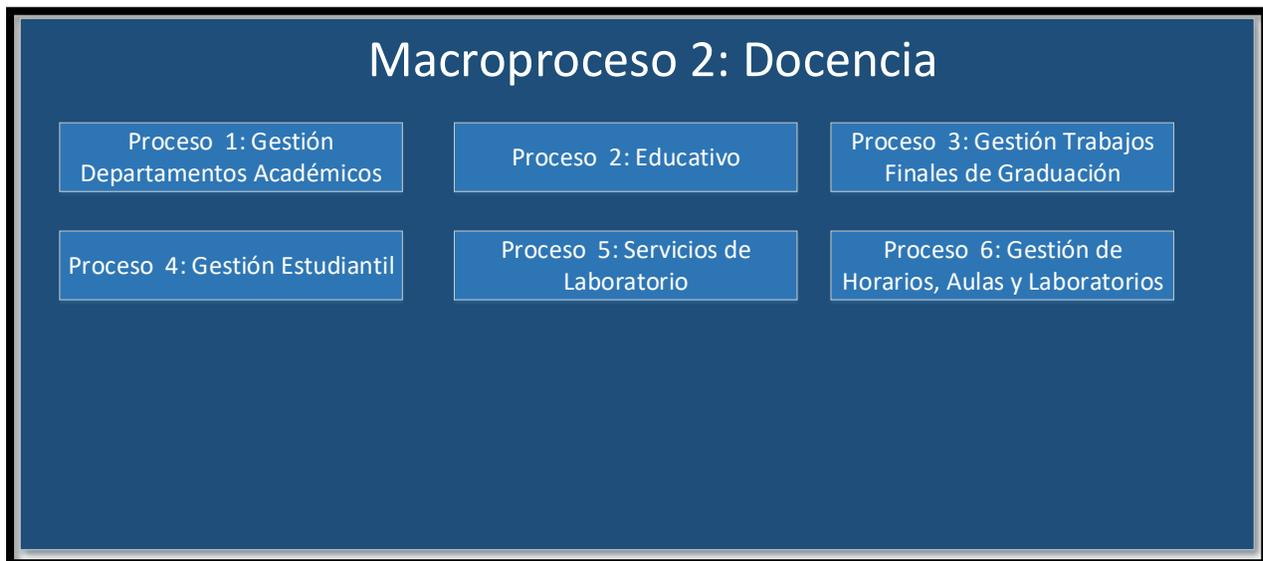 Macroproceso 2: Docencia
Proceso 1: Gestión
Departamentos Académicos
Proceso 2: Educativo
Proceso 3: Gestión Trabajos
Finales de Graduación
Proceso 4: Gestión Estudiantil
Proceso 5: Servicios de
Laboratorio
Proceso 6: Gestión de
Horarios, Aulas y Laboratorios